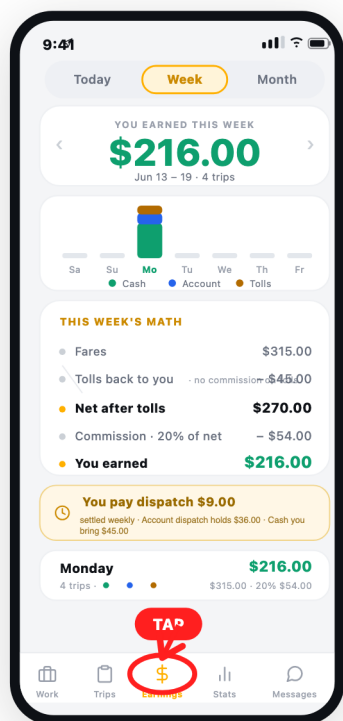 9:41
Today Week Month
YOU EARNED THIS WEEK
‹ $216.00 ›
Jun 13 – 19 · 4 trips
Sa Su Mo Tu We Th Fr
Cash Account Tolls
THIS WEEK'S MATH
Fares $315.00
Tolls back to you · no commission on – $45.00
Net after tolls $270.00
Commission · 20% of net – $54.00
You earned $216.00
You pay dispatch $9.00
settled weekly · Account dispatch holds $36.00 · Cash you
bring $45.00
Monday $216.00
4 trips · $315.00 · 20% $54.00
TAP
$
Work Trips Earnings Stats Messages